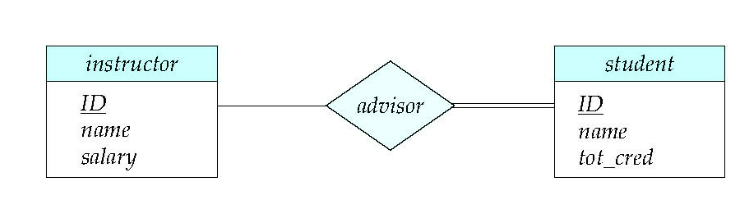 instructor
ID
name
salary
advisor
student
ID
name
tot_cred